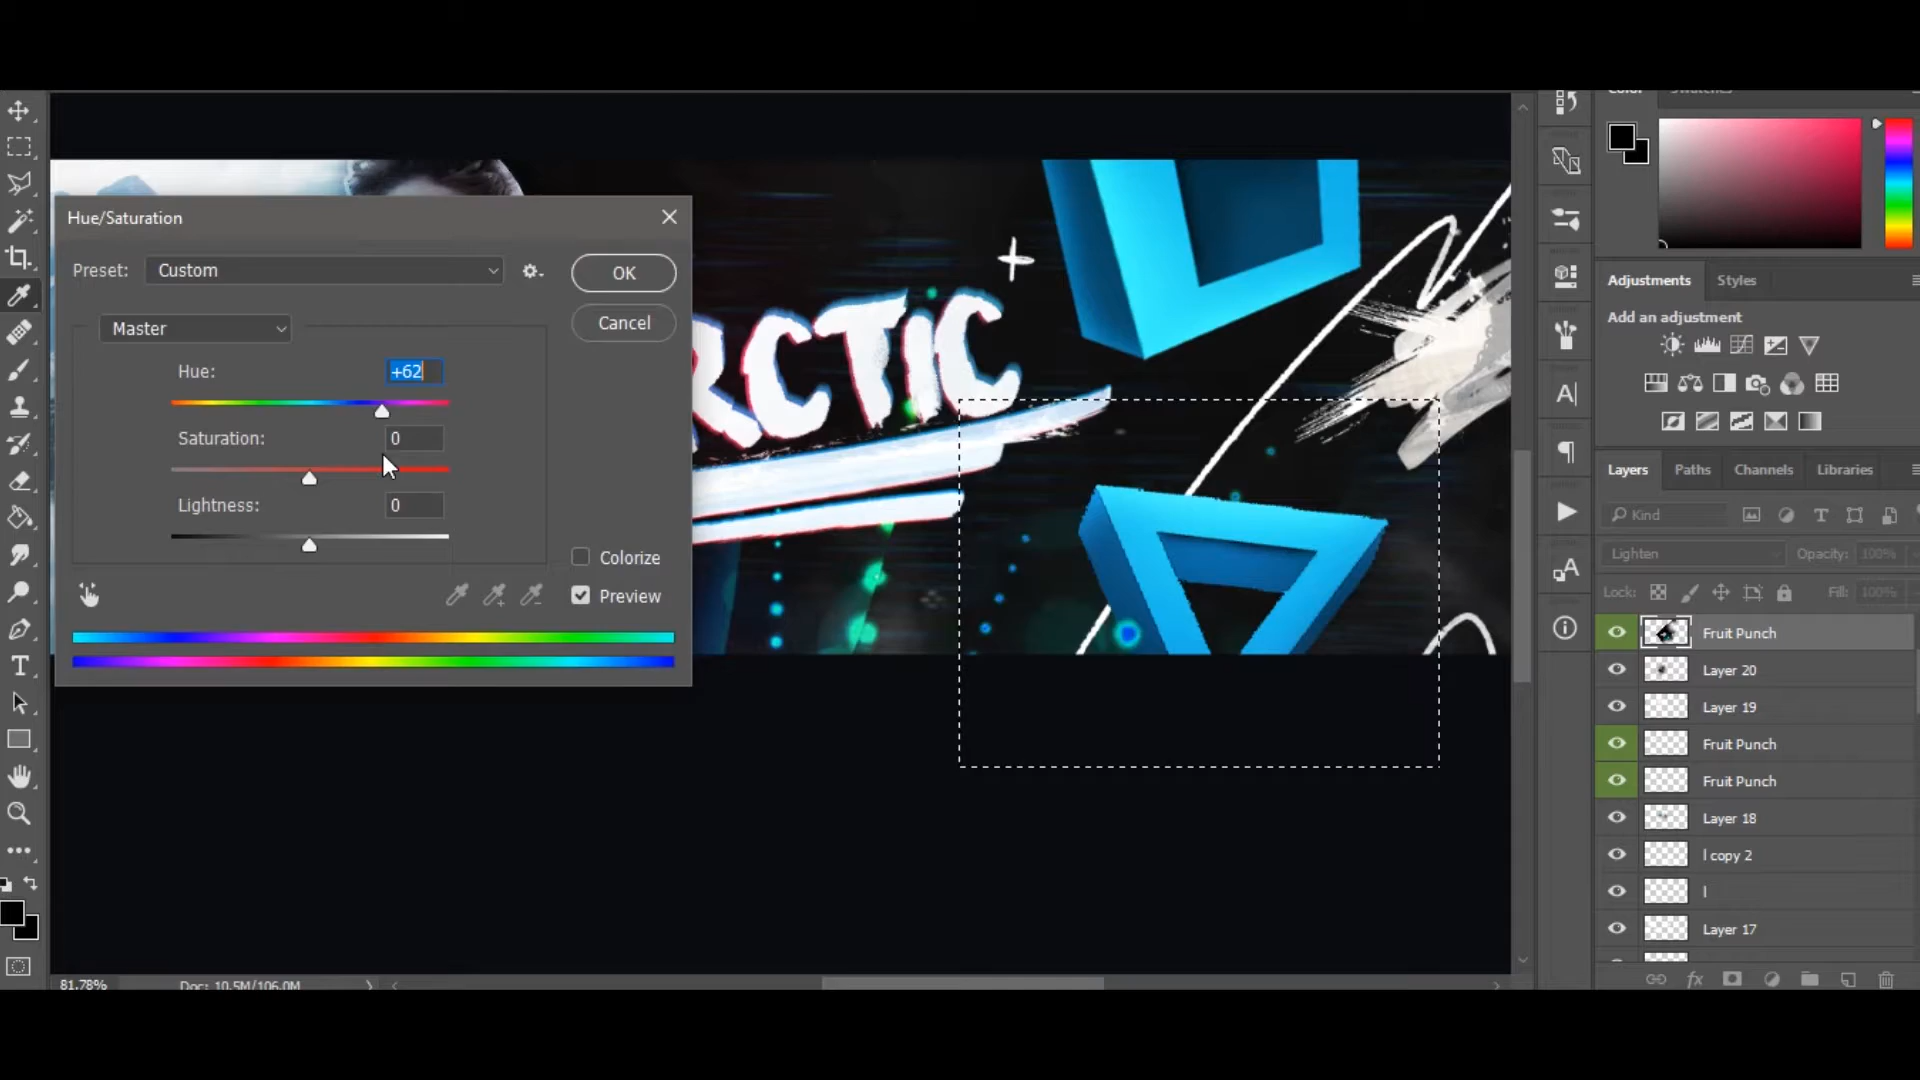 Color Swatches
Hue/Saturation
Preset: Custom
OK
Cancel
Master
Hue: +62
Saturation: 0
Lightness: 0
Colorize
Preview
RCTIC
Adjustments Styles
Add an adjustment
Layers Paths Channels Libraries
Kind
Lighten Opacity: 100%
Lock: Fill: 100%
Fruit Punch
Layer 20
Layer 19
Fruit Punch
Fruit Punch
Layer 18
l copy 2
l
Layer 17
81.78% Doc: 10.5M/106.0M